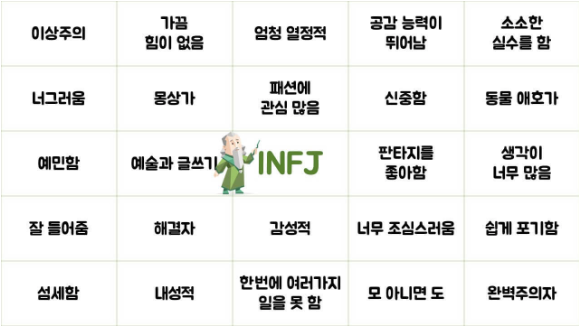 이상주의
가끔
힘이 없음
엄청 열정적
공감 능력이
뛰어남
소소한
실수를 함
너그러움
몽상가
패션에
관심 많음
신중함
동물 애호가
예민함
예술과 글쓰기
INFJ
판타지를
좋아함
생각이
너무 많음
잘 들어줌
해결자
감성적
너무 조심스러움
쉽게 포기함
섬세함
내성적
한번에 여러가지
일을 못 함
모 아니면 도
완벽주의자